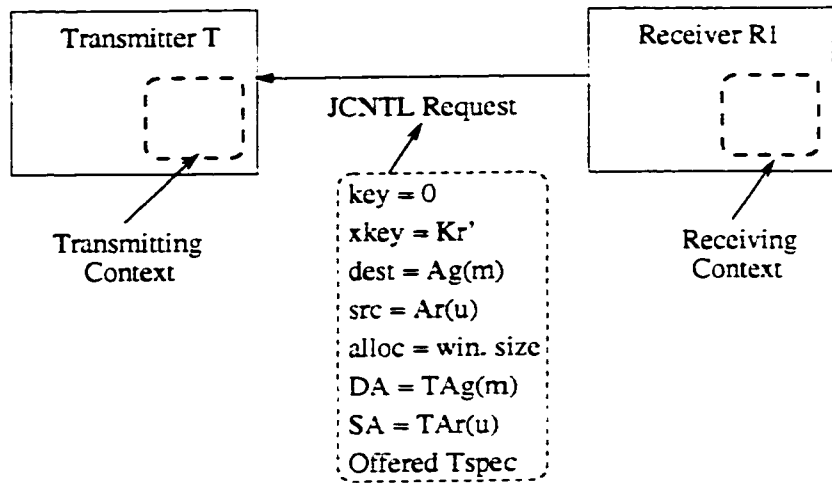 Transmitter T
Receiver R1
JCNTL Request
key = 0
xkey = Kr'
dest = Ag(m)
src = Ar(u)
alloc = win. size
DA = TAg(m)
SA = TAr(u)
Offered Tspec
Transmitting
Context
Receiving
Context